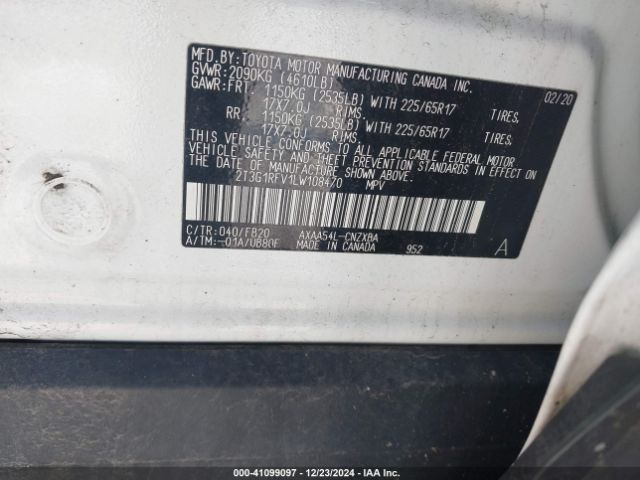 MFD.BY:TOYOTA MOTOR MANUFACTURING CANADA INC.
GVWR:2090KG (4610LB) 02/20
GAWR:FRT. 1150KG (2535LB) WITH 225/65R17 TIRES,
17X7.0J RIMS,
RR. 1150KG (2535LB) WITH 225/65R17 TIRES,
17X7.0J RIMS.
THIS VEHICLE CONFORMS TO ALL APPLICABLE FEDERAL MOTOR
VEHICLE SAFETY AND THEFT PREVENTION STANDARDS IN EFFECT
ON THE DATE OF MANUFACTURE SHOWN ABOVE.
2T3G1RFV1LW108470 MPV
C/TR:040/FB20 AXAA54L-CNZXBA
A/TM:-01A/UB80F MADE IN CANADA 952 A
000-41099097 - 12/23/2024 - IAA Inc.